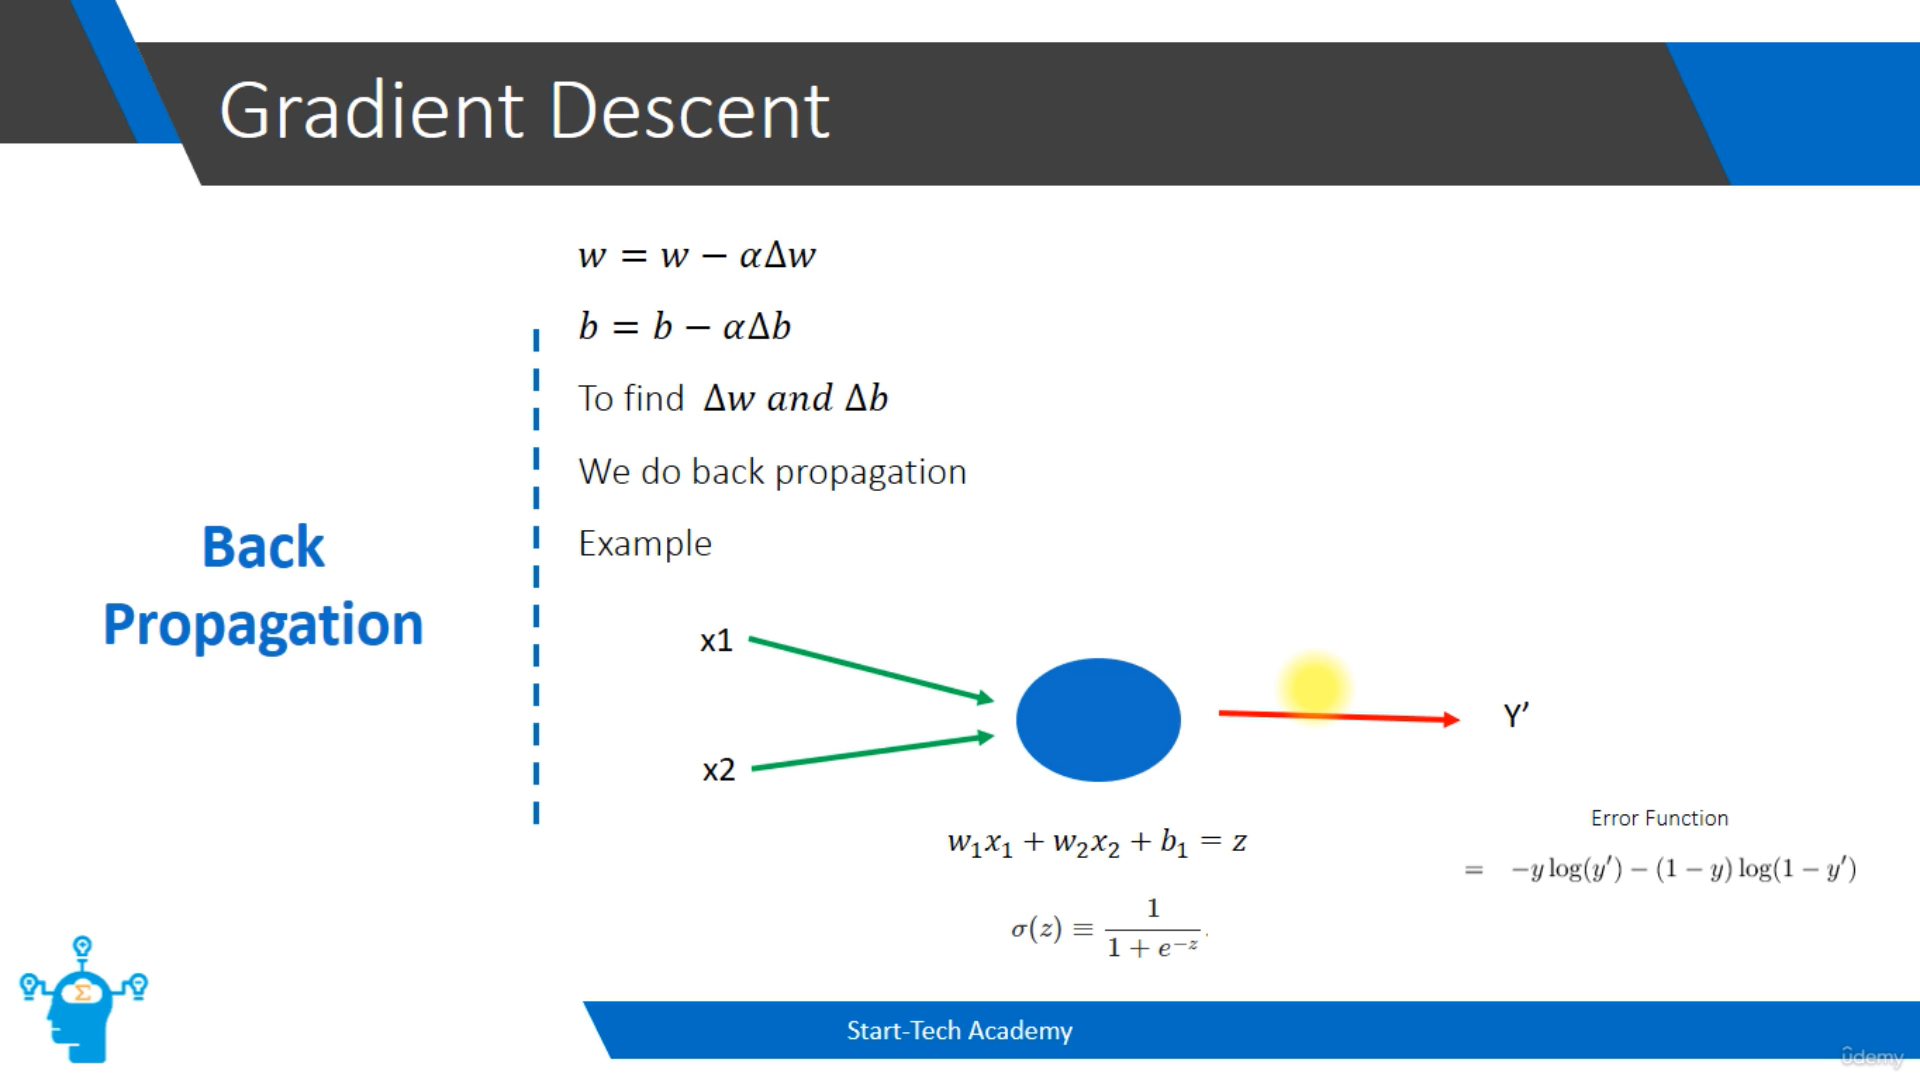 Gradient Descent
w = w − αΔw
b = b − αΔb
To find Δw and Δb
We do back propagation
Example
Back
Propagation
x1
x2
Y’
w₁x₁ + w₂x₂ + b₁ = z
σ(z) ≡ 1 / (1 + e⁻ᶻ).
Error Function
= −y log(y′) − (1 − y) log(1 − y′)
Σ
Start-Tech Academy
ûdemy